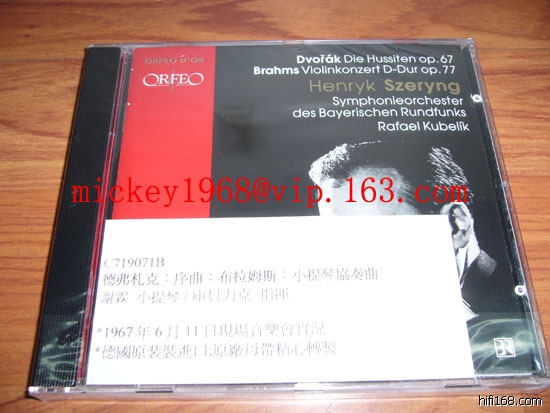 ORFEO D'OR
ORFEO
Dvořák Die Hussiten op. 67
Brahms Violinkonzert D-Dur op. 77
Henryk Szeryng
Symphonieorchester
des Bayerischen Rundfunks
Rafael Kubelík
mickey1968@vip.163.com
C719071B
德弗札克：序曲；布拉姆斯：小提琴協奏曲
謝霖 小提琴/庫貝力克 指揮
*1967年6月11日現場音樂會實況
*德國原裝裝進口;原廠母帶精心轉製
hifi168.com